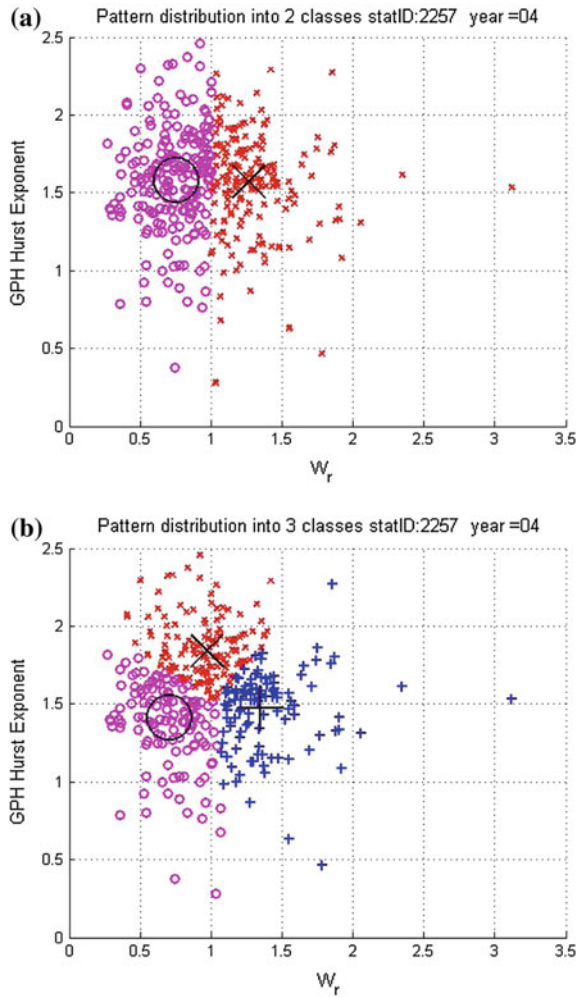 (a) Pattern distribution into 2 classes statID:2257 year =04
GPH Hurst Exponent
2.5
2
1.5
1
0.5
0
0 0.5 1 1.5 2 2.5 3 3.5
W_r
(b) Pattern distribution into 3 classes statID:2257 year =04
GPH Hurst Exponent
2.5
2
1.5
1
0.5
0
0 0.5 1 1.5 2 2.5 3 3.5
W_r